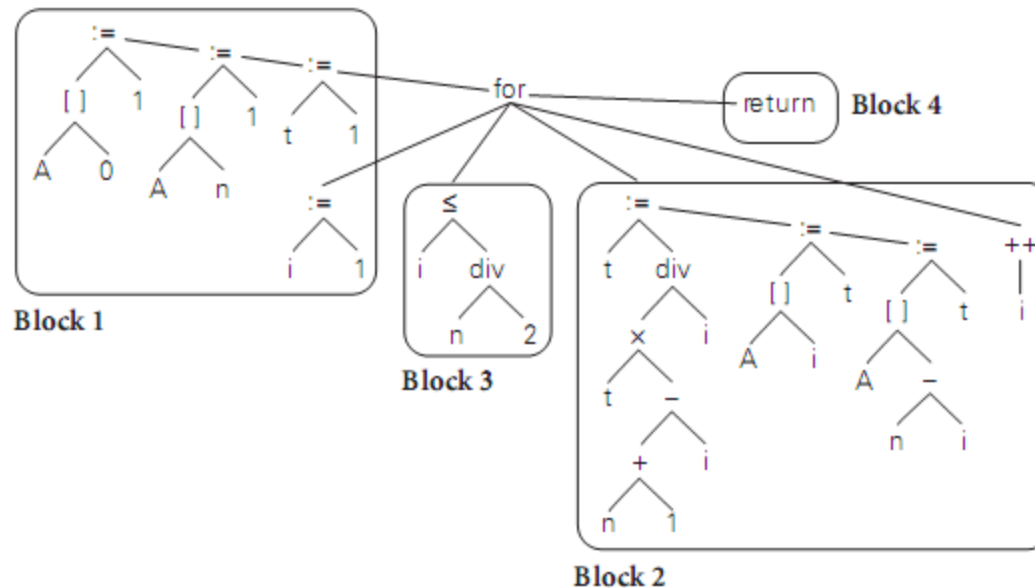 := := :=
for
return Block 4
[ ] 1 [ ] 1 t 1
A 0 A n
:= ≤ := := := ++
i 1 i div t div [ ] t [ ] t i
n 2 × i A i A −
t − n i
+ i
n 1
Block 1
Block 3
Block 2